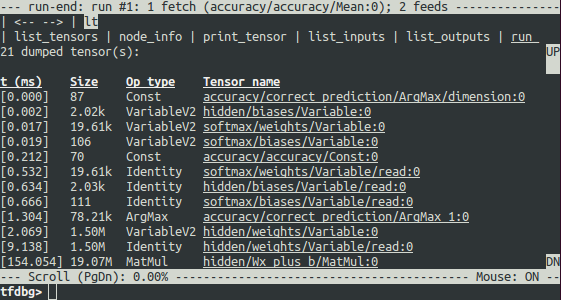 --- run-end: run #1: 1 fetch (accuracy/accuracy/Mean:0); 2 feeds ---------------
| <-- --> | lt
| list_tensors | node_info | print_tensor | list_inputs | list_outputs | run_
21 dumped tensor(s): UP
t (ms) Size Op type Tensor name
[0.000] 87 Const accuracy/correct_prediction/ArgMax/dimension:0
[0.002] 2.02k VariableV2 hidden/biases/Variable:0
[0.017] 19.61k VariableV2 softmax/weights/Variable:0
[0.019] 106 VariableV2 softmax/biases/Variable:0
[0.212] 70 Const accuracy/accuracy/Const:0
[0.532] 19.61k Identity softmax/weights/Variable/read:0
[0.634] 2.03k Identity hidden/biases/Variable/read:0
[0.666] 111 Identity softmax/biases/Variable/read:0
[1.304] 78.21k ArgMax accuracy/correct_prediction/ArgMax_1:0
[2.069] 1.50M VariableV2 hidden/weights/Variable:0
[9.138] 1.50M Identity hidden/weights/Variable/read:0
[154.054] 19.07M MatMul hidden/Wx_plus_b/MatMul:0 DN
--- Scroll (PgDn): 0.00% --------------------------------------- Mouse: ON --
tfdbg>